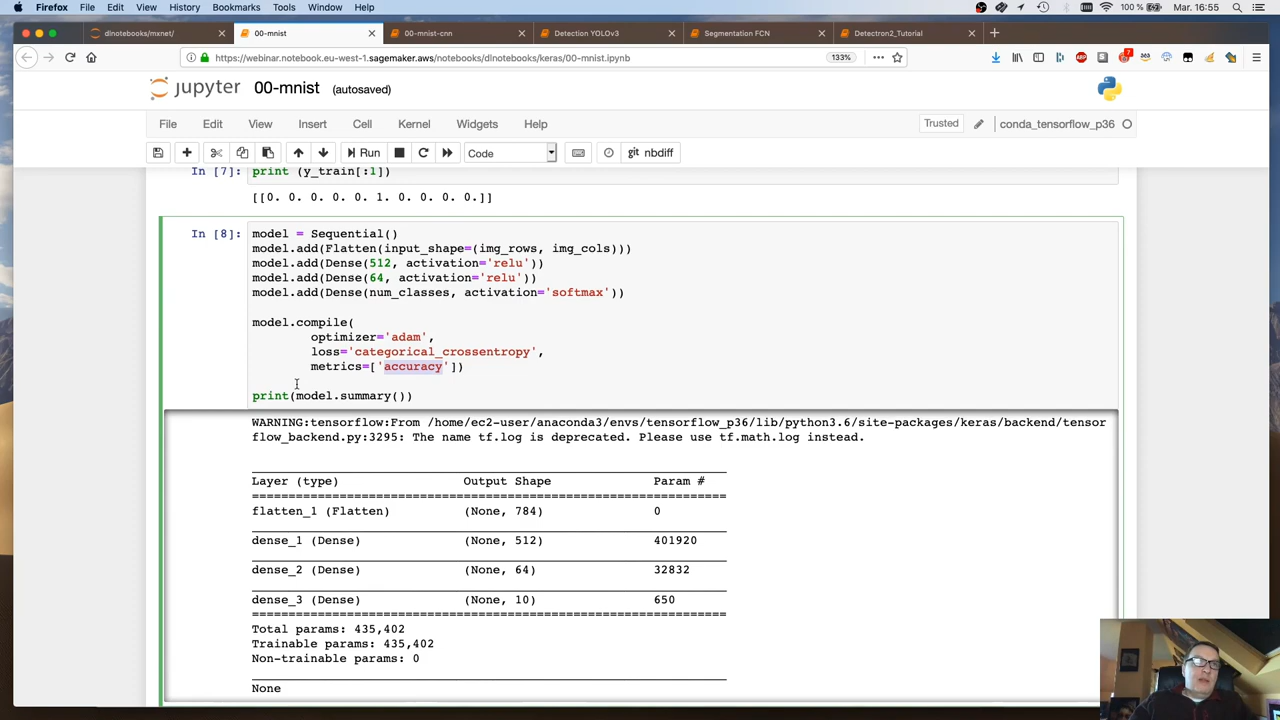 Firefox File Edit View History Bookmarks Tools Window Help 100 % Mar. 16:55
dlnotebooks/mxnet/ 00-mnist 00-mnist-cnn Detection YOLOv3 Segmentation FCN Detectron2_Tutorial
https://webinar.notebook.eu-west-1.sagemaker.aws/notebooks/dlnotebooks/keras/00-mnist.ipynb 133%
jupyter 00-mnist (autosaved)
File Edit View Insert Cell Kernel Widgets Help Trusted conda_tensorflow_p36
Run Code git nbdiff
In [7]: print (y_train[:1])
[[0. 0. 0. 0. 0. 1. 0. 0. 0. 0.]]
In [8]: model = Sequential()
model.add(Flatten(input_shape=(img_rows, img_cols)))
model.add(Dense(512, activation='relu'))
model.add(Dense(64, activation='relu'))
model.add(Dense(num_classes, activation='softmax'))
model.compile(
optimizer='adam',
loss='categorical_crossentropy',
metrics=['accuracy'])
print(model.summary())
WARNING:tensorflow:From /home/ec2-user/anaconda3/envs/tensorflow_p36/lib/python3.6/site-packages/keras/backend/tensor
flow_backend.py:3295: The name tf.log is deprecated. Please use tf.math.log instead.
Layer (type) Output Shape Param #
flatten_1 (Flatten) (None, 784) 0
dense_1 (Dense) (None, 512) 401920
dense_2 (Dense) (None, 64) 32832
dense_3 (Dense) (None, 10) 650
Total params: 435,402
Trainable params: 435,402
Non-trainable params: 0
None